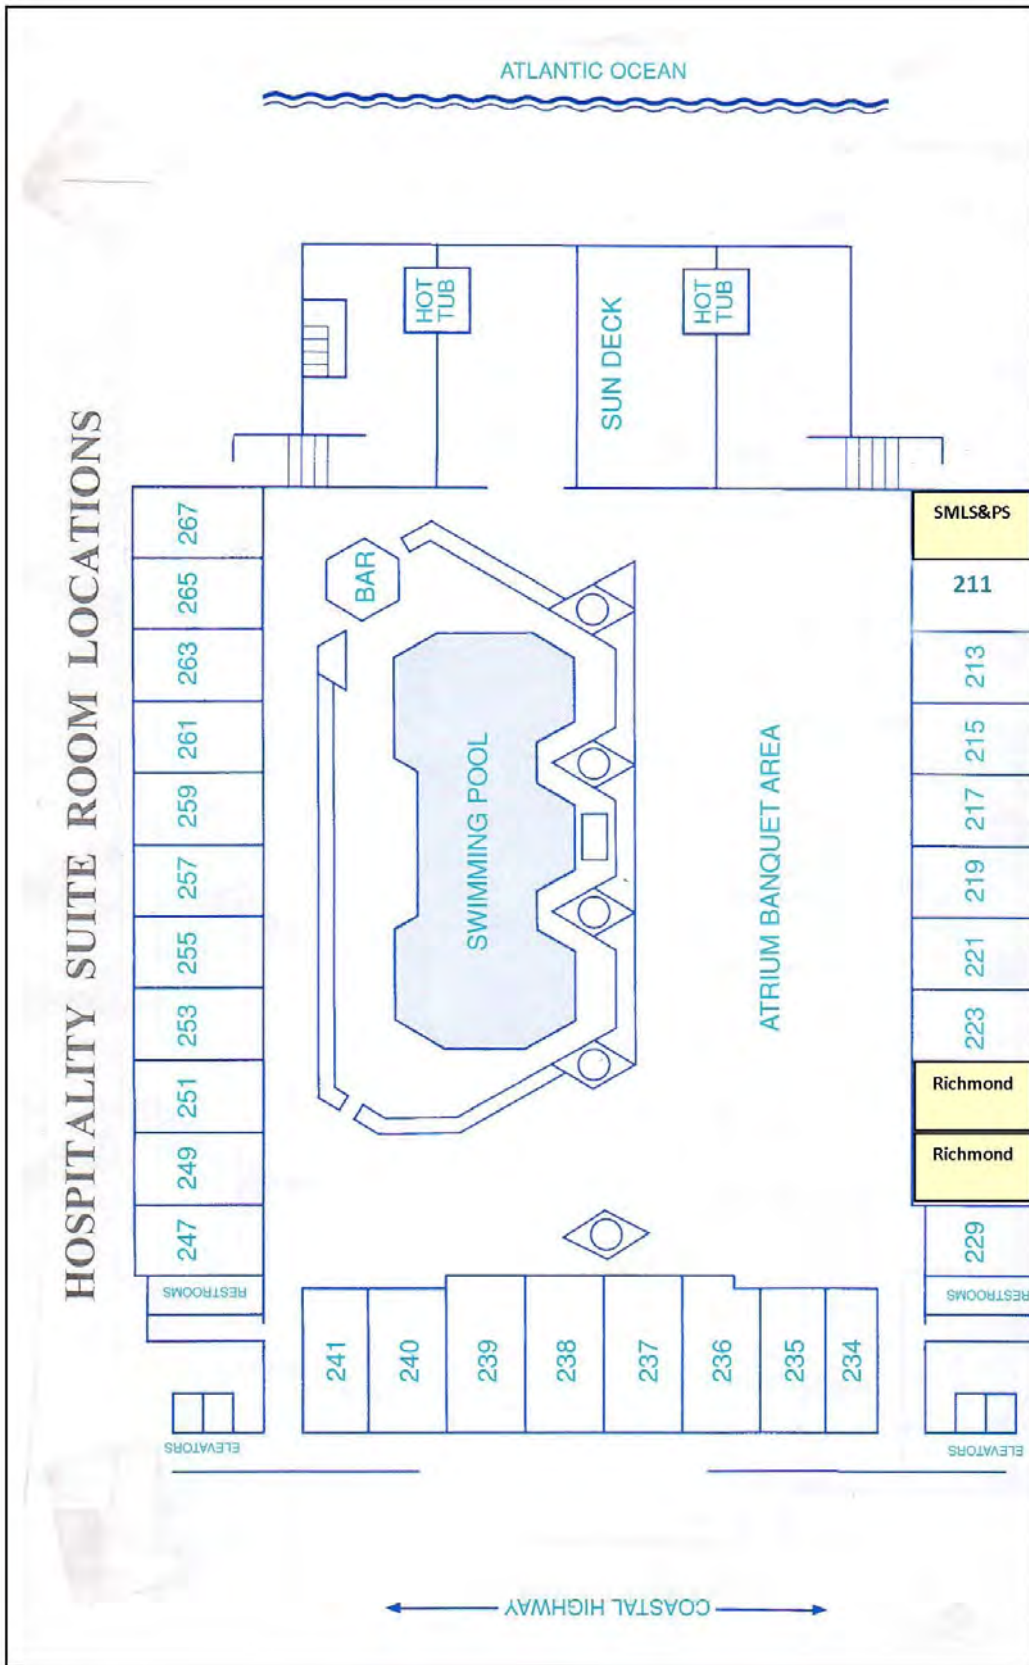 HOSPITALITY SUITE ROOM LOCATIONS
ATLANTIC OCEAN
HOT
TUB
SUN DECK
HOT
TUB
267
265
263
261
259
257
255
253
251
249
247
RESTROOMS
ELEVATORS
BAR
SWIMMING POOL
ATRIUM BANQUET AREA
SMLS&PS
211
213
215
217
219
221
223
Richmond
Richmond
229
RESTROOMS
ELEVATORS
241
240
239
238
237
236
235
234
COASTAL HIGHWAY